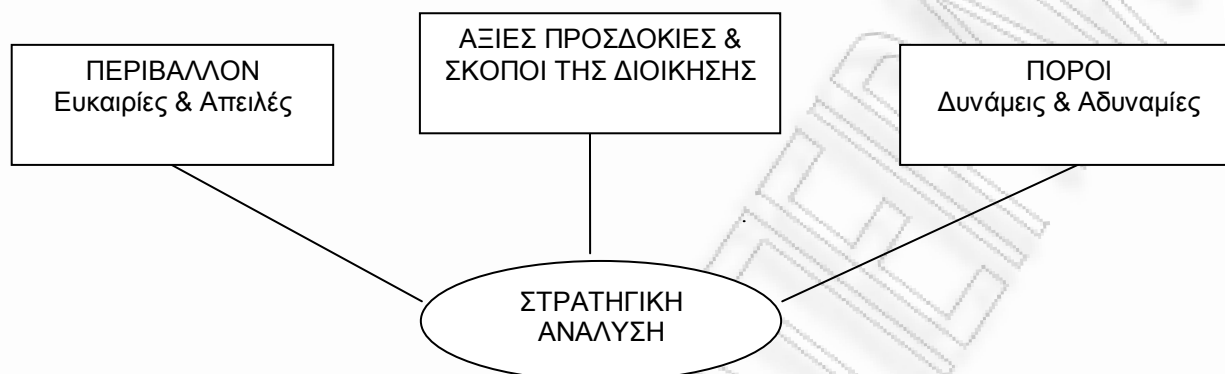 ΠΕΡΙΒΑΛΛΟΝ
Ευκαιρίες & Απειλές
ΑΞΙΕΣ ΠΡΟΣΔΟΚΙΕΣ &
ΣΚΟΠΟΙ ΤΗΣ ΔΙΟΙΚΗΣΗΣ
ΠΟΡΟΙ
Δυνάμεις & Αδυναμίες
ΣΤΡΑΤΗΓΙΚΗ
ΑΝΑΛΥΣΗ